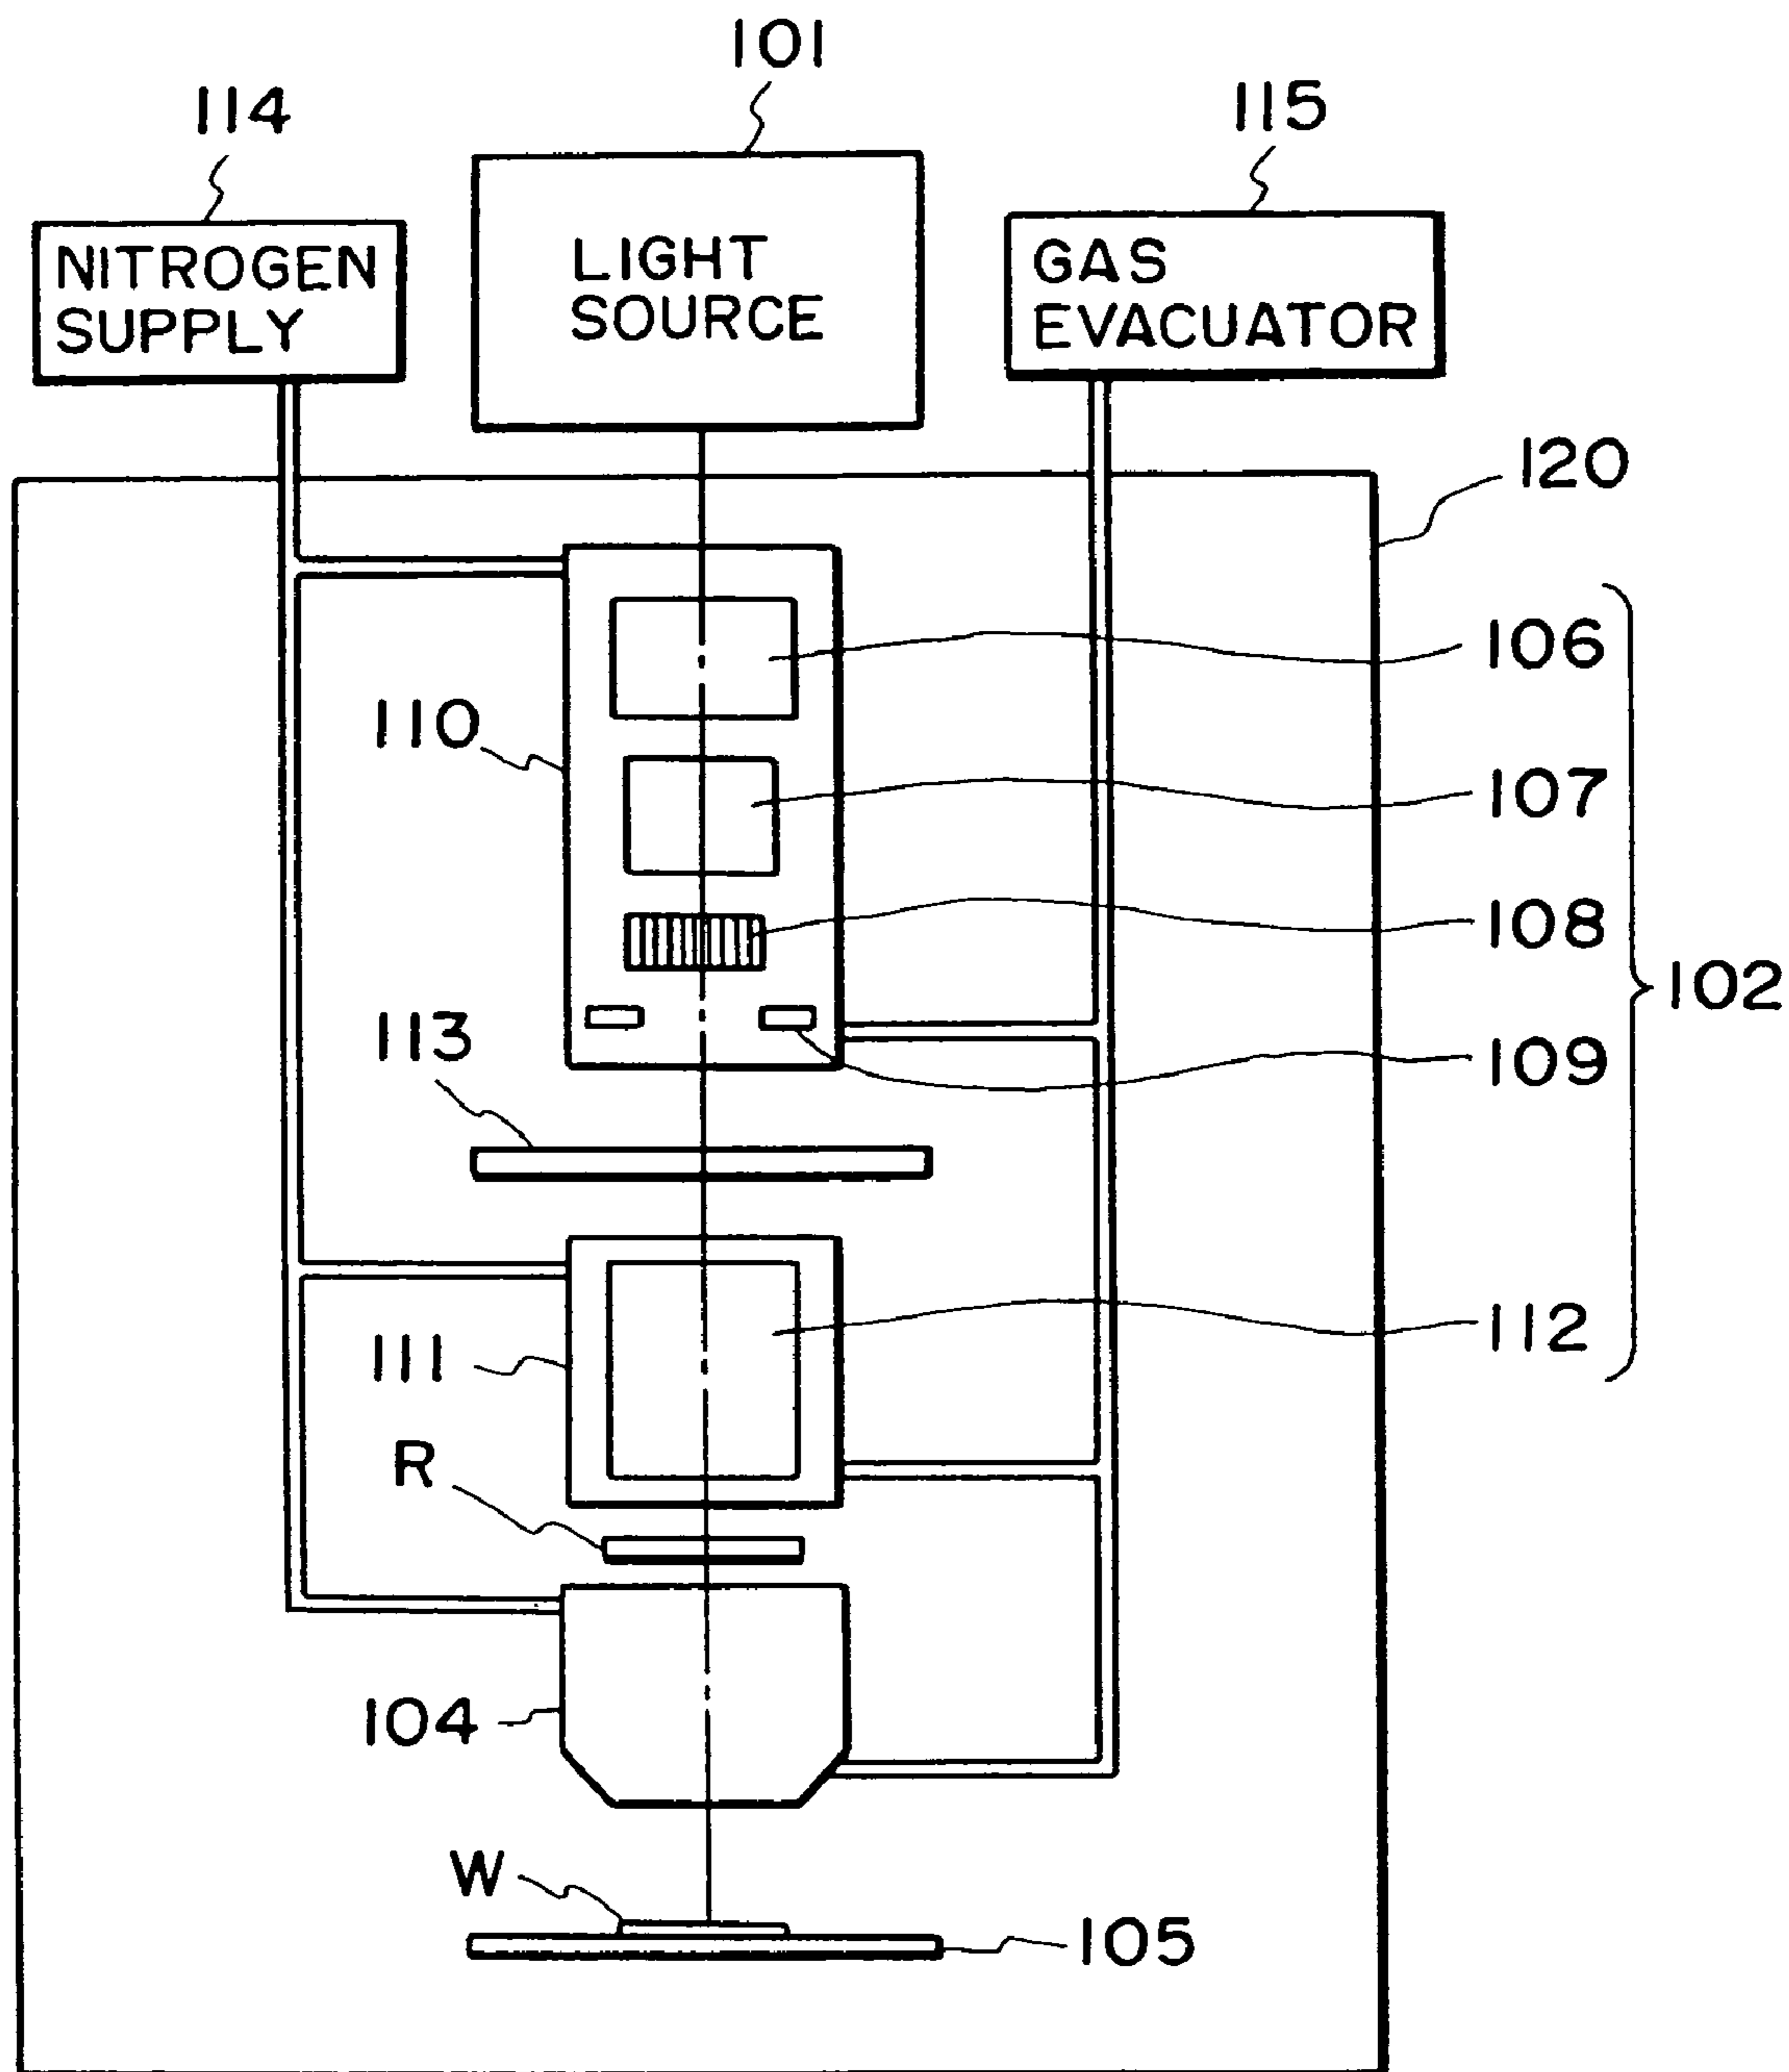 101
114
115
NITROGEN
SUPPLY
LIGHT
SOURCE
GAS
EVACUATOR
120
106
110
107
108
102
113
109
111
112
R
104
W
105